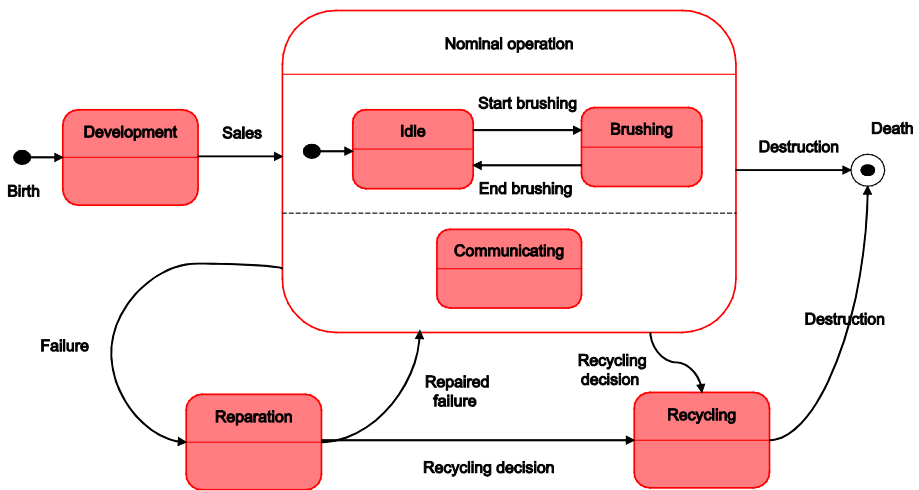 Nominal operation
Start brushing
Development
Sales
Idle
Brushing
Death
Destruction
Birth
End brushing
Communicating
Failure
Destruction
Recycling
decision
Repaired
failure
Reparation
Recycling
Recycling decision